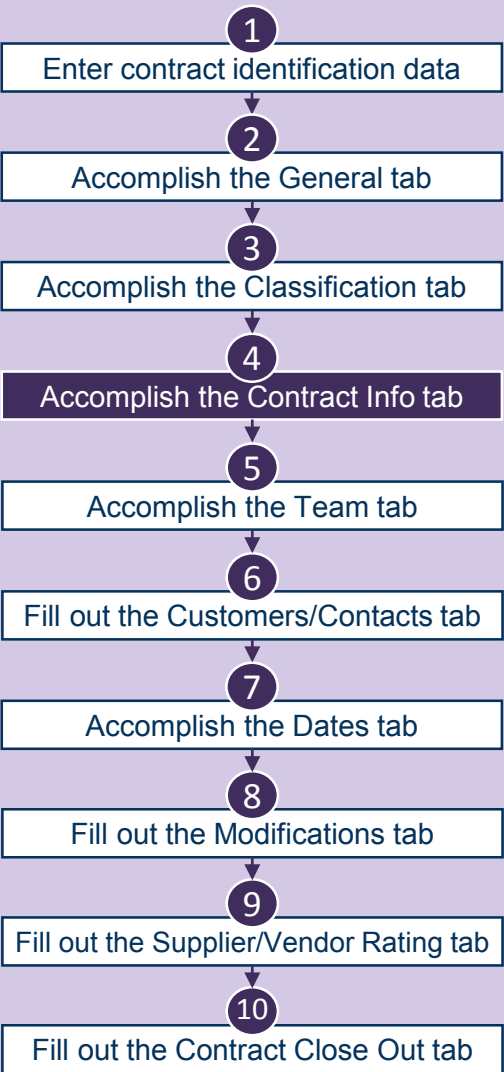 1
Enter contract identification data
2
Accomplish the General tab
3
Accomplish the Classification tab
4
Accomplish the Contract Info tab
5
Accomplish the Team tab
6
Fill out the Customers/Contacts tab
7
Accomplish the Dates tab
8
Fill out the Modifications tab
9
Fill out the Supplier/Vendor Rating tab
10
Fill out the Contract Close Out tab